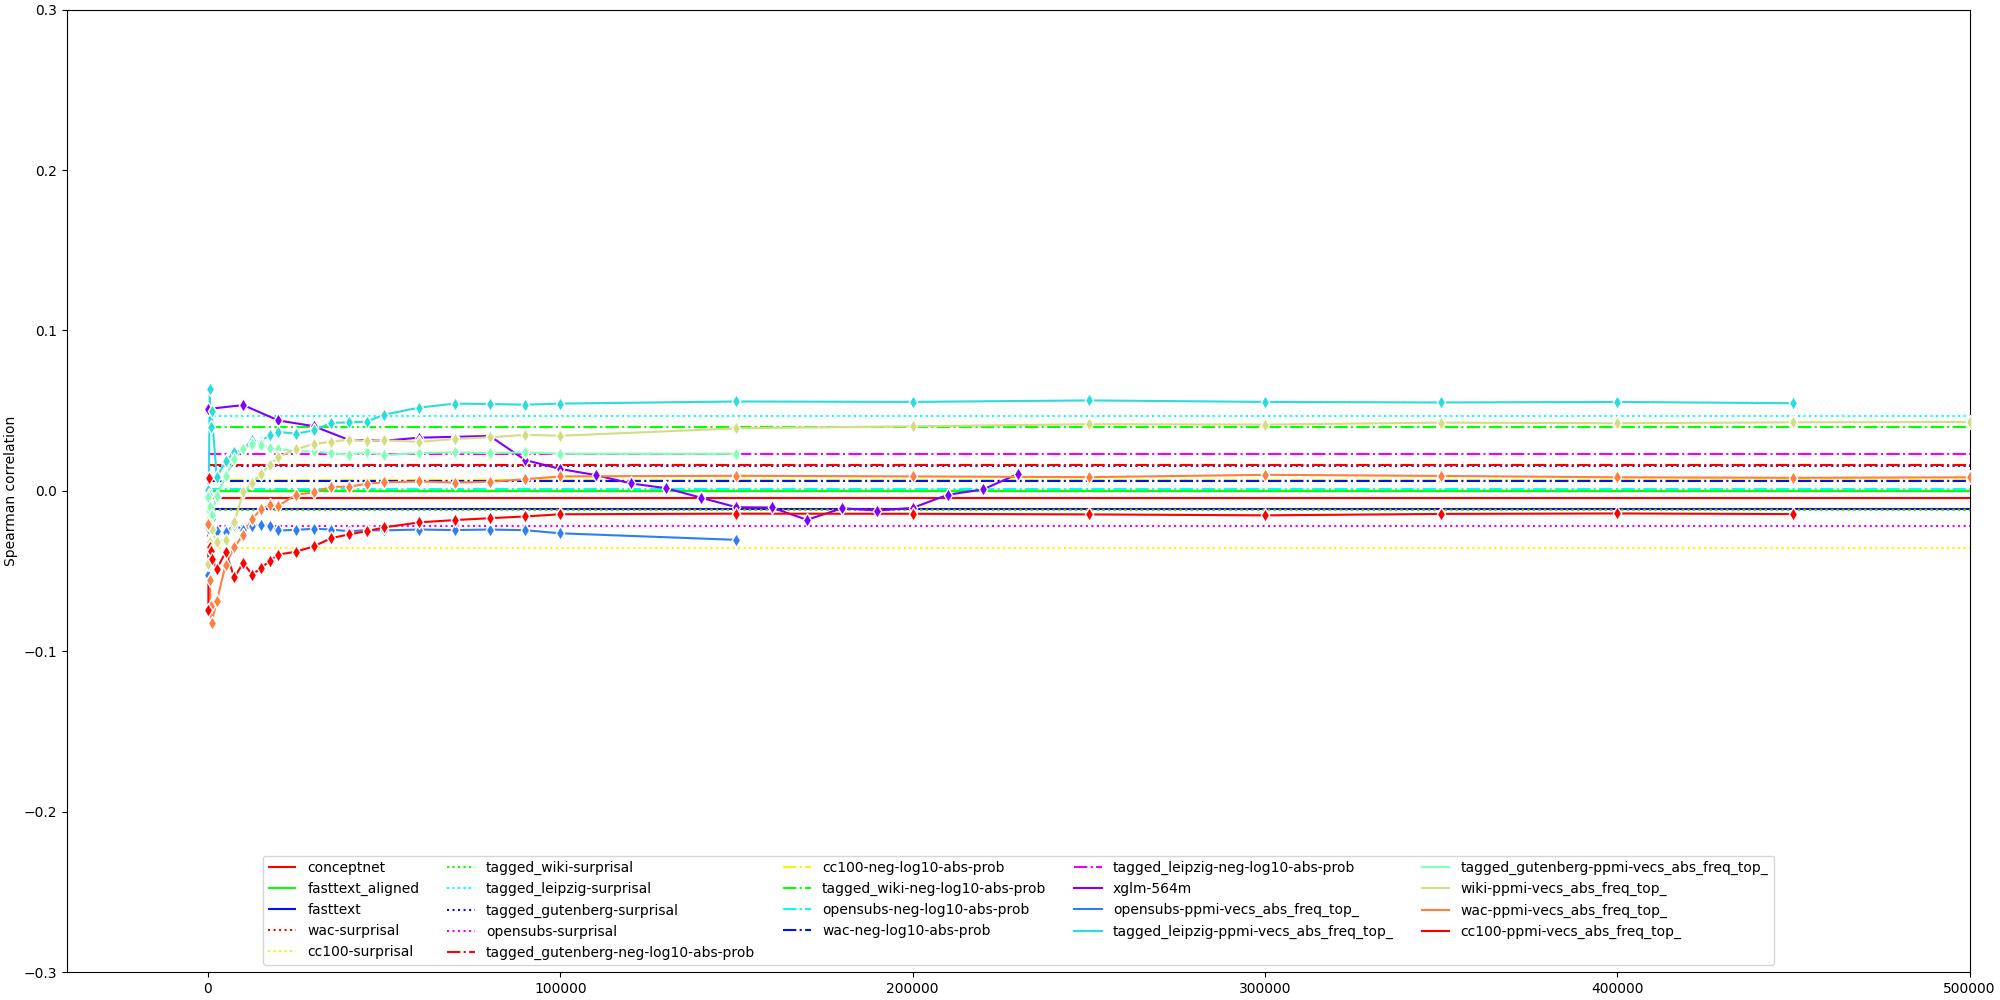 0.3
0.2
0.1
0.0
−0.1
−0.2
−0.3
Spearman correlation
conceptnet
fasttext_aligned
fasttext
wac-surprisal
cc100-surprisal
tagged_wiki-surprisal
tagged_leipzig-surprisal
tagged_gutenberg-surprisal
opensubs-surprisal
tagged_gutenberg-neg-log10-abs-prob
cc100-neg-log10-abs-prob
tagged_wiki-neg-log10-abs-prob
opensubs-neg-log10-abs-prob
wac-neg-log10-abs-prob
tagged_leipzig-neg-log10-abs-prob
xglm-564m
opensubs-ppmi-vecs_abs_freq_top_
tagged_leipzig-ppmi-vecs_abs_freq_top_
tagged_gutenberg-ppmi-vecs_abs_freq_top_
wiki-ppmi-vecs_abs_freq_top_
wac-ppmi-vecs_abs_freq_top_
cc100-ppmi-vecs_abs_freq_top_
0 100000 200000 300000 400000 500000